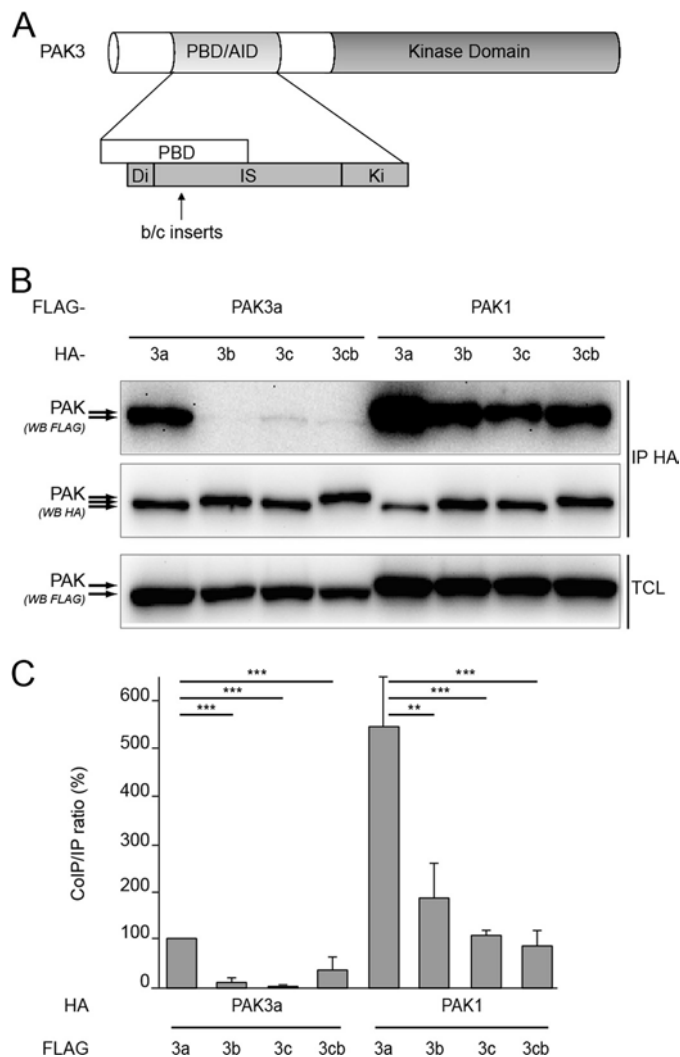 A
PAK3 PBD/AID Kinase Domain
PBD
Di IS Ki
b/c inserts
B
FLAG- PAK3a PAK1
HA- 3a 3b 3c 3cb 3a 3b 3c 3cb
PAK
(WB FLAG)
IP HA
PAK
(WB HA)
PAK
(WB FLAG)
TCL
C
CoIP/IP ratio (%)
600
500
400
300
200
100
0
*** *** ***
*** *** **
HA PAK3a PAK1
FLAG 3a 3b 3c 3cb 3a 3b 3c 3cb